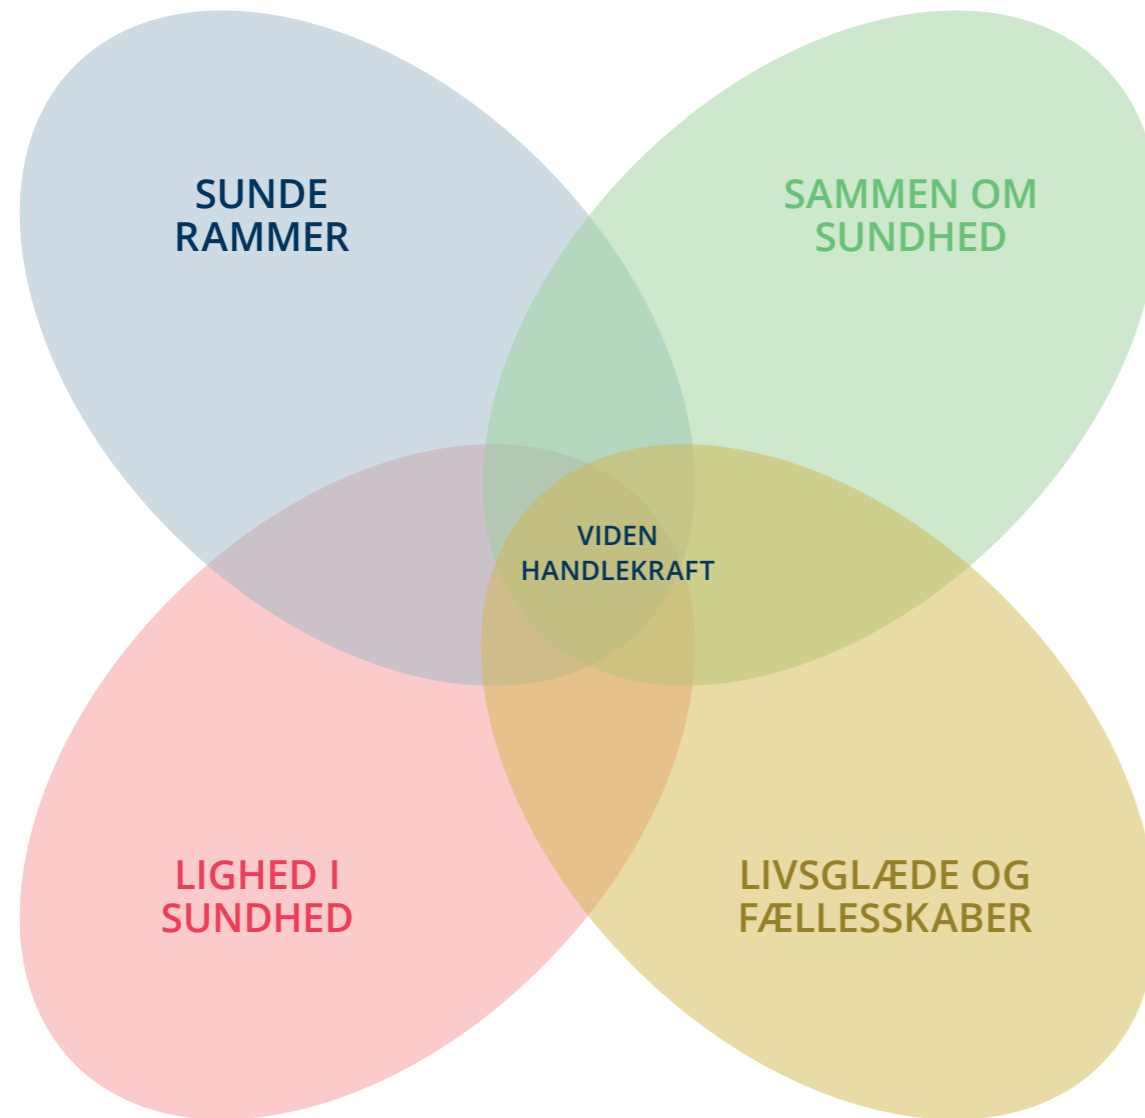 SUNDE
RAMMER
SAMMEN OM
SUNDHED
VIDEN
HANDLEKRAFT
LIGHED I
SUNDHED
LIVSGLÆDE OG
FÆLLESSKABER